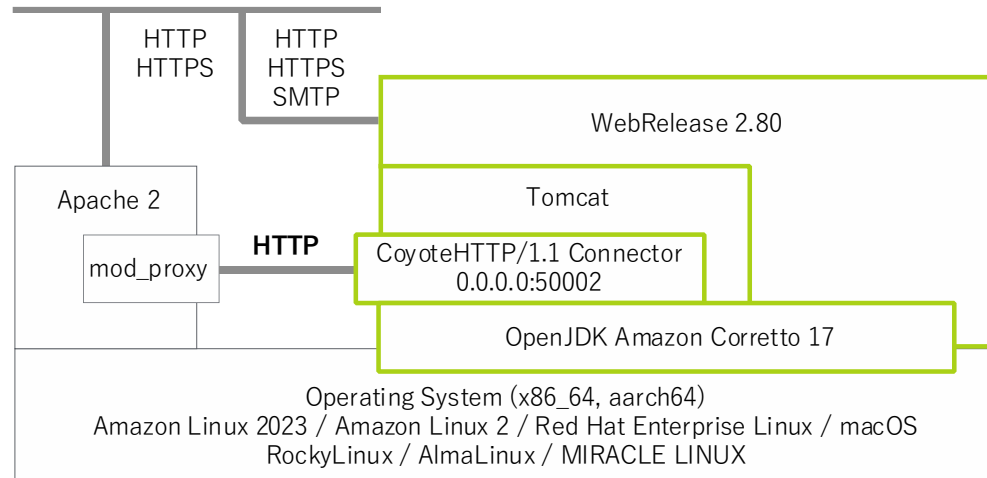 HTTP
HTTPS
HTTP
HTTPS
SMTP
WebRelease 2.80
Apache 2
Tomcat
mod_proxy
HTTP
CoyoteHTTP/1.1 Connector
0.0.0.0:50002
OpenJDK Amazon Corretto 17
Operating System (x86_64, aarch64)
Amazon Linux 2023 / Amazon Linux 2 / Red Hat Enterprise Linux / macOS
RockyLinux / AlmaLinux / MIRACLE LINUX